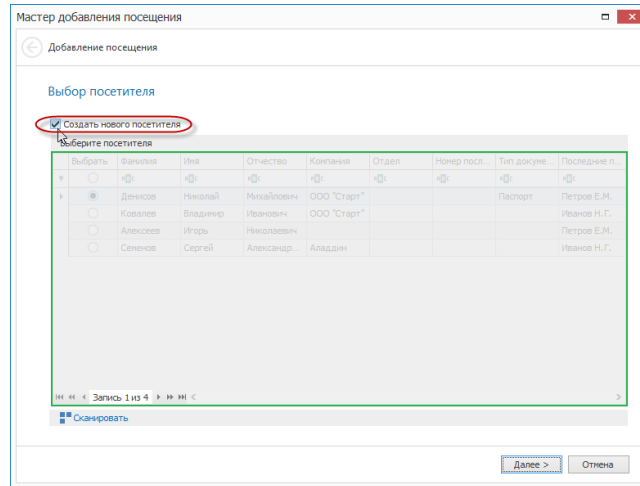 Мастер добавления посещения
Добавление посещения
Выбор посетителя
Создать нового посетителя
Выберите посетителя
Выбрать Фамилия Имя Отчество Компания Отдел Номер посл... Тип докуме... Последние п...
Денисов Николай Михайлович ООО "Старт" Паспорт Петров Е.М.
Ковалев Владимир Иванович ООО "Старт" Иванов Н.Г.
Алексеев Игорь Николаевич Петров Е.М.
Семенов Сергей Александр... Аладдин Иванов Н.Г.
Запись 1 из 4
Сканировать
Далее > Отмена